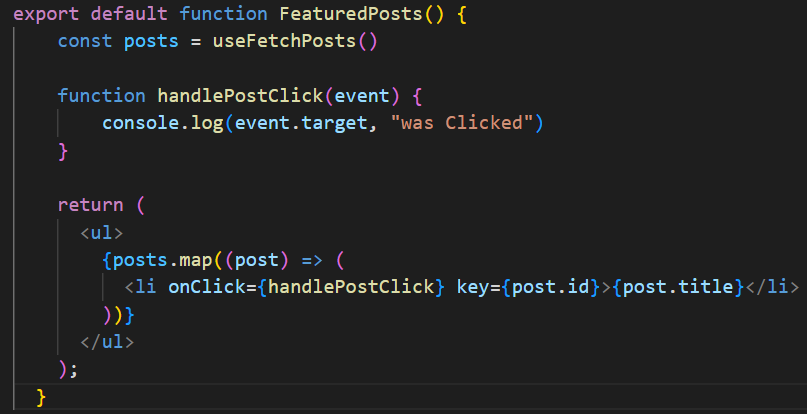 export default function FeaturedPosts() {
const posts = useFetchPosts()
function handlePostClick(event) {
console.log(event.target, "was Clicked")
}
return (
<ul>
{posts.map((post) => (
<li onClick={handlePostClick} key={post.id}>{post.title}</li>
))}
</ul>
);
}